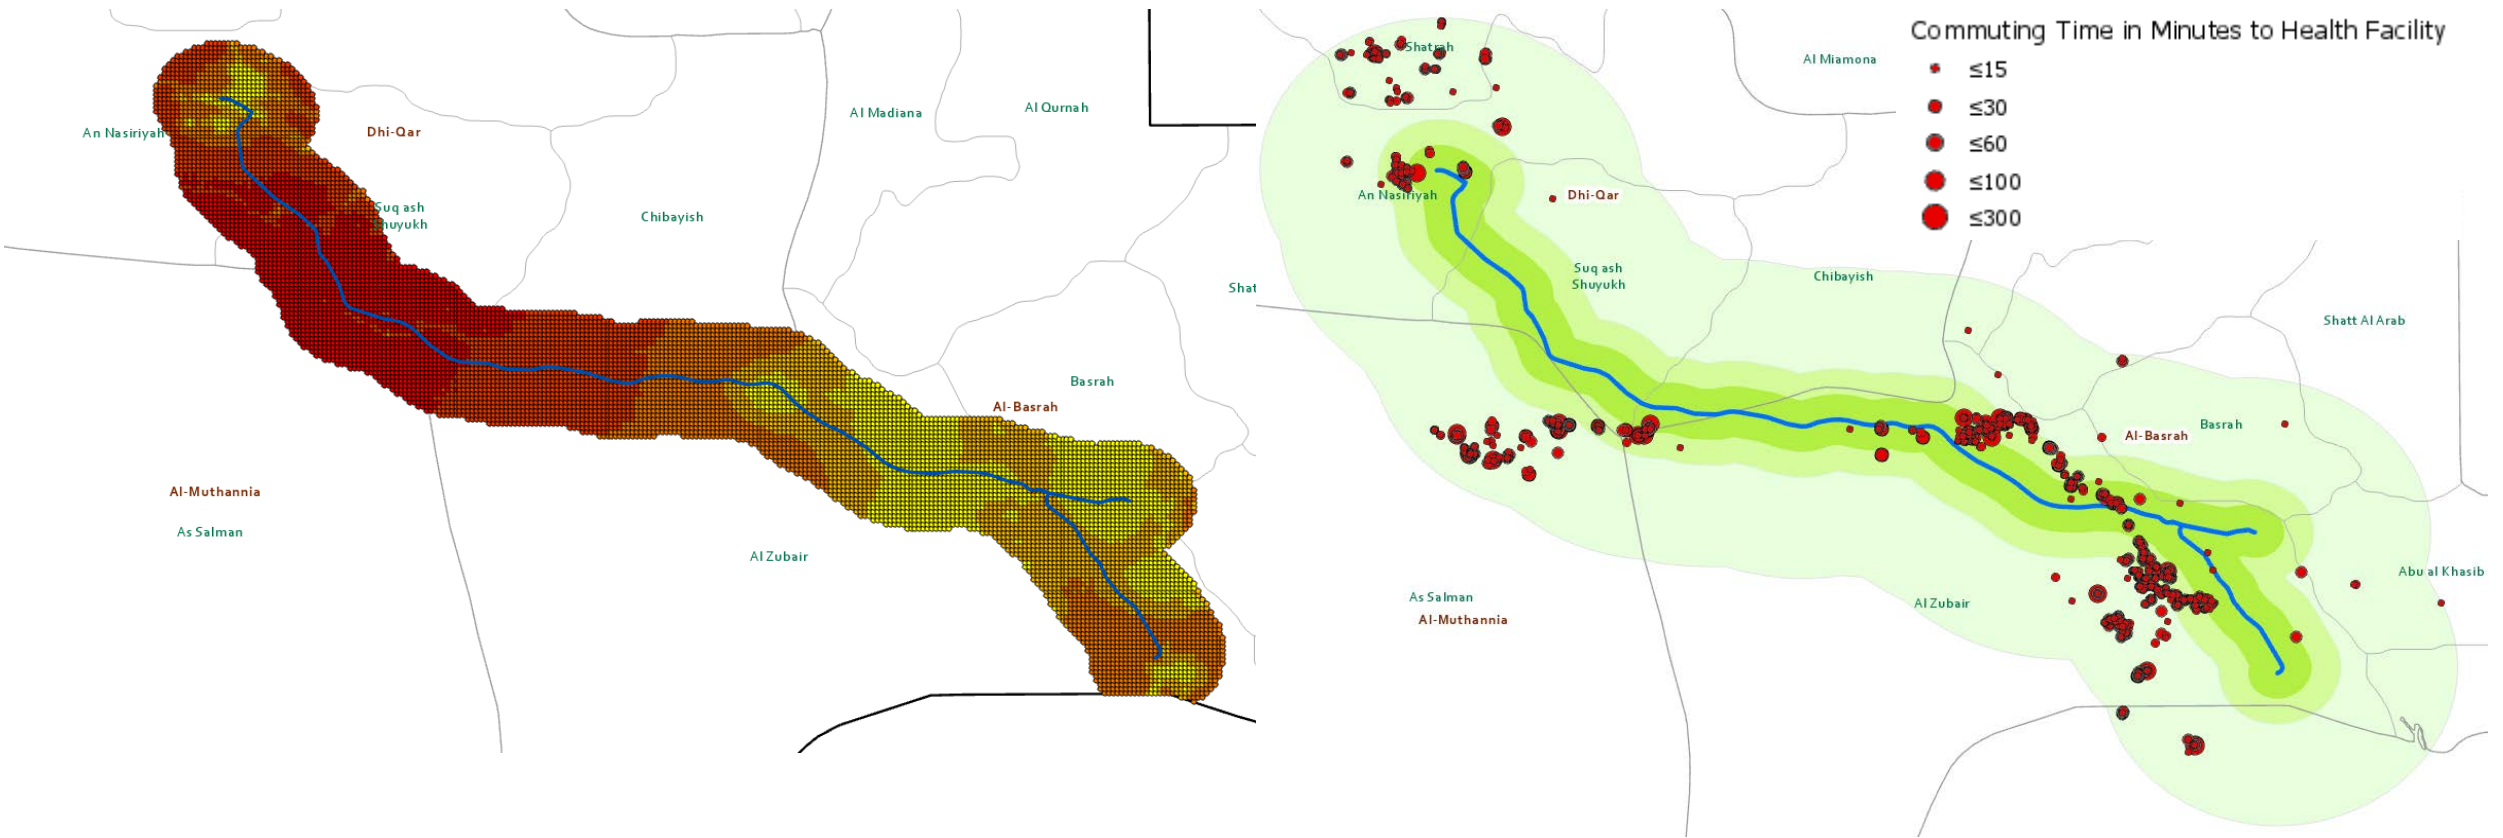 An Nasiriyah
Dhi-Qar
Al Madiana
Al Qurnah
Suq ash
Shuyukh
Chibayish
Shat
Basrah
Al-Basrah
Al-Muthannia
As Salman
Al Zubair
Commuting Time in Minutes to Health Facility
≤15
≤30
≤60
≤100
≤300
Shatrah
Al Miamona
An Nasiriyah
Dhi-Qar
Suq ash
Shuyukh
Chibayish
Shatt Al Arab
Basrah
Al-Basrah
Abu al Khasib
As Salman
Al-Muthannia
Al Zubair